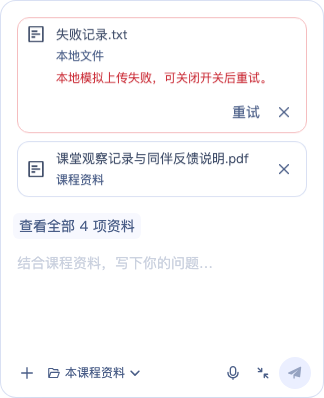 失败记录.txt
本地文件
本地模拟上传失败，可关闭开关后重试。
重试
课堂观察记录与同伴反馈说明.pdf
课程资料
查看全部 4 项资料
结合课程资料，写下你的问题...
本课程资料